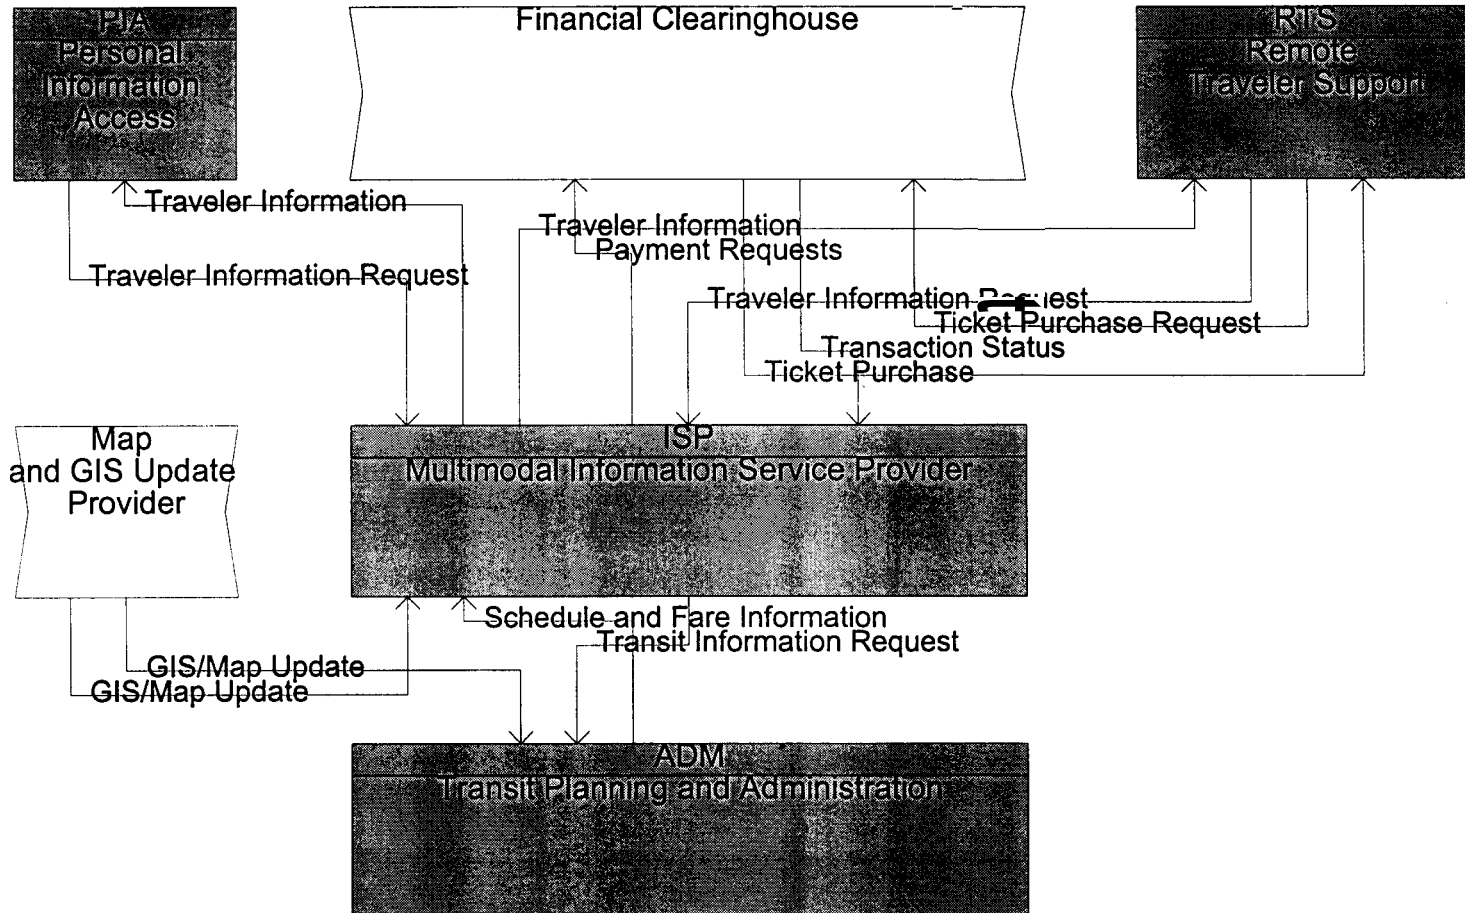 PIA
Personal
Information
Access
Financial Clearinghouse
RTS
Remote
Traveler Support
Traveler Information
Traveler Information
Payment Requests
Traveler Information Request
Traveler Information Request
Ticket Purchase Request
Transaction Status
Ticket Purchase
Map
and GIS Update
Provider
ISP
Multimodal Information Service Provider
Schedule and Fare Information
Transit Information Request
GIS/Map Update
GIS/Map Update
ADM
Transit Planning and Administration